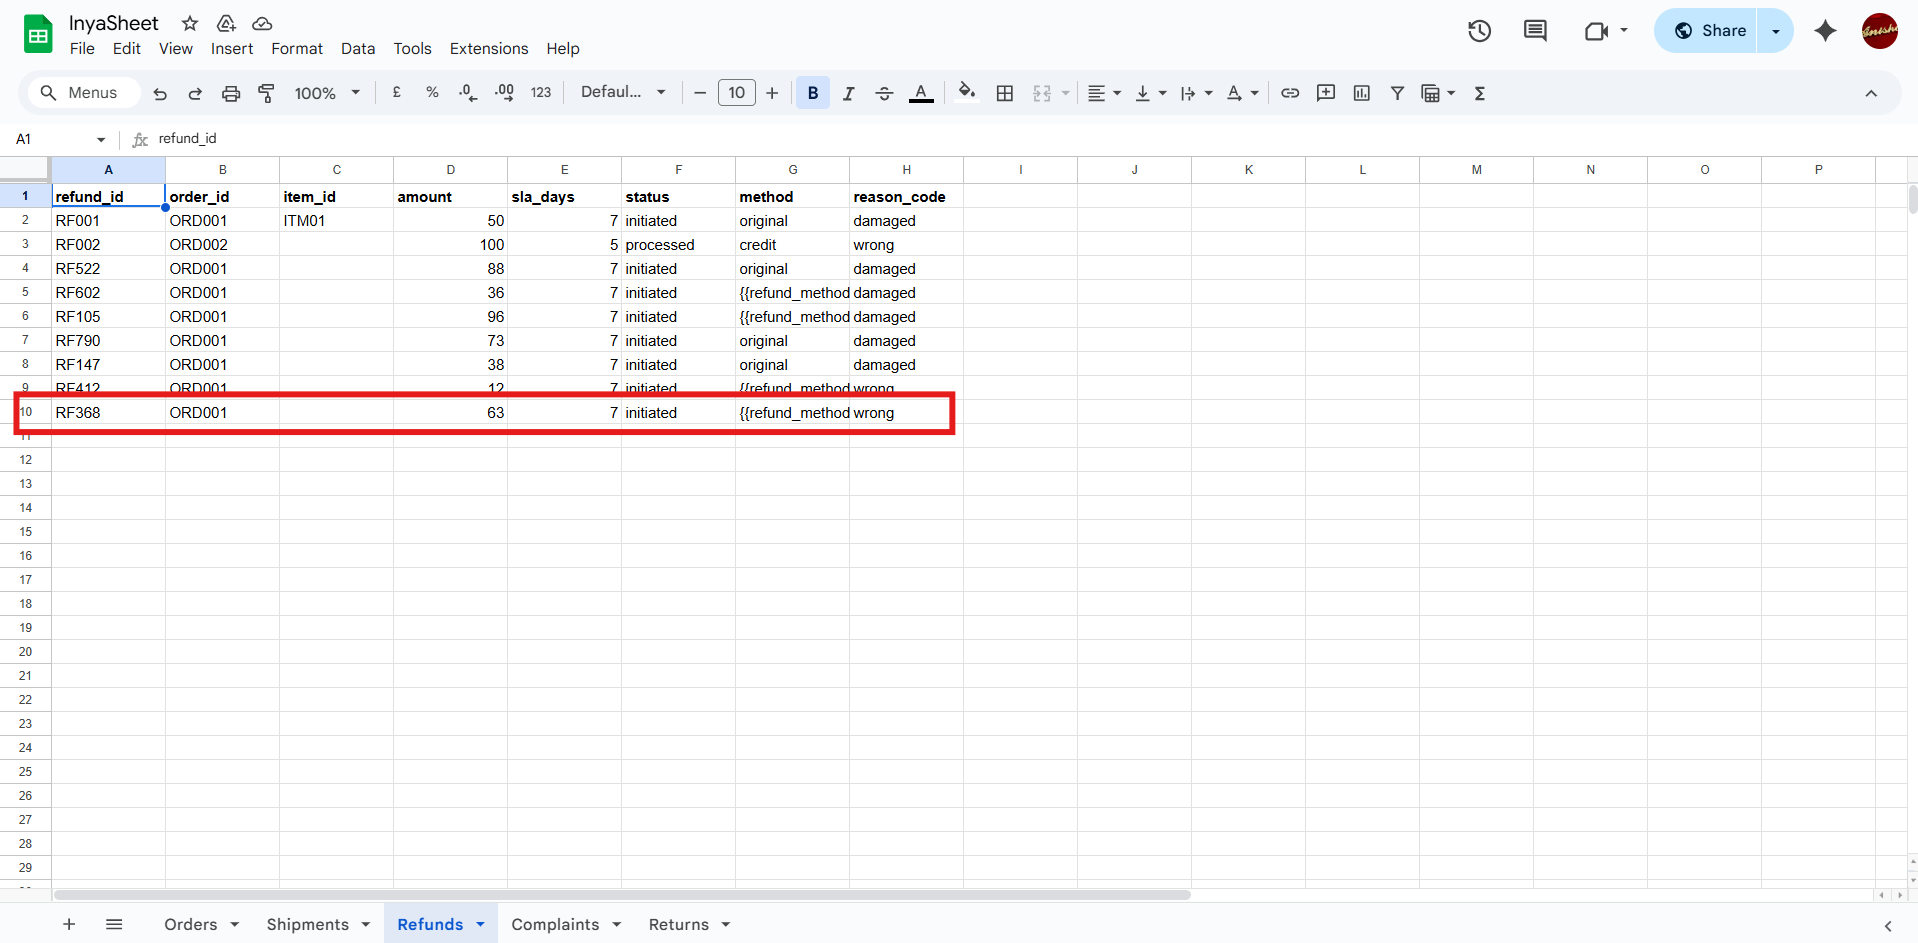 InyaSheet
File Edit View Insert Format Data Tools Extensions Help
Share
Menus 100% £ % .0 .00 123 Defaul... 10 B I A A Σ
A1 fx refund_id
A B C D E F G H I J K L M N O P
1 refund_id order_id item_id amount sla_days status method reason_code
2 RF001 ORD001 ITM01 50 7 initiated original damaged
3 RF002 ORD002 100 5 processed credit wrong
4 RF522 ORD001 88 7 initiated original damaged
5 RF602 ORD001 36 7 initiated {{refund_method damaged
6 RF105 ORD001 96 7 initiated {{refund_method damaged
7 RF790 ORD001 73 7 initiated original damaged
8 RF147 ORD001 38 7 initiated original damaged
9 RF412 ORD001 12 7 initiated {{refund_method wrong
10 RF368 ORD001 63 7 initiated {{refund_method wrong
11
12
13
14
15
16
17
18
19
20
21
22
23
24
25
26
27
28
29
Orders Shipments Refunds Complaints Returns